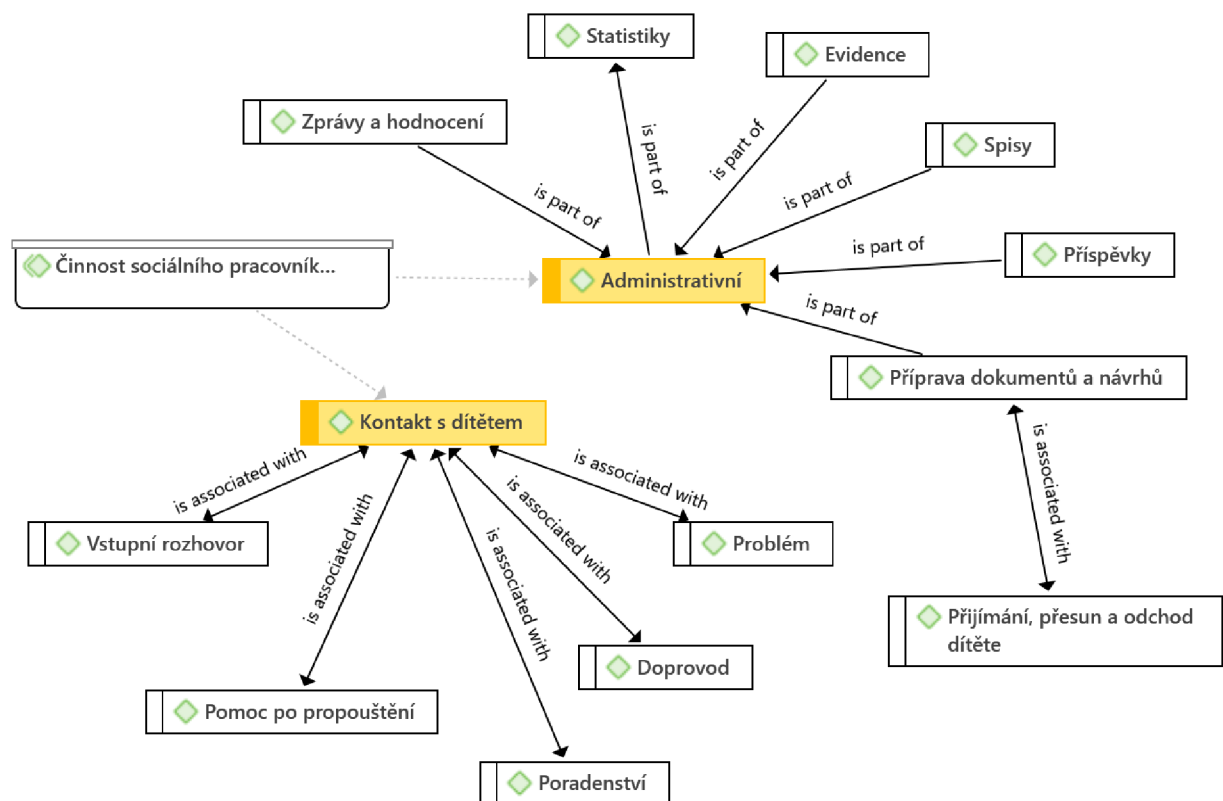 Statistiky
Evidence
Zprávy a hodnocení
Spisy
is part of
is part of
is part of
is part of
Činnost sociálního pracovník...
is part of
Příspěvky
Administrativní
is part of
Příprava dokumentů a návrhů
Kontakt s dítětem
is associated with
is associated with
is associated with
is associated with
is associated with
is associated with
Vstupní rozhovor
Problém
Přijímání, přesun a odchod
dítěte
Doprovod
Pomoc po propouštění
Poradenství